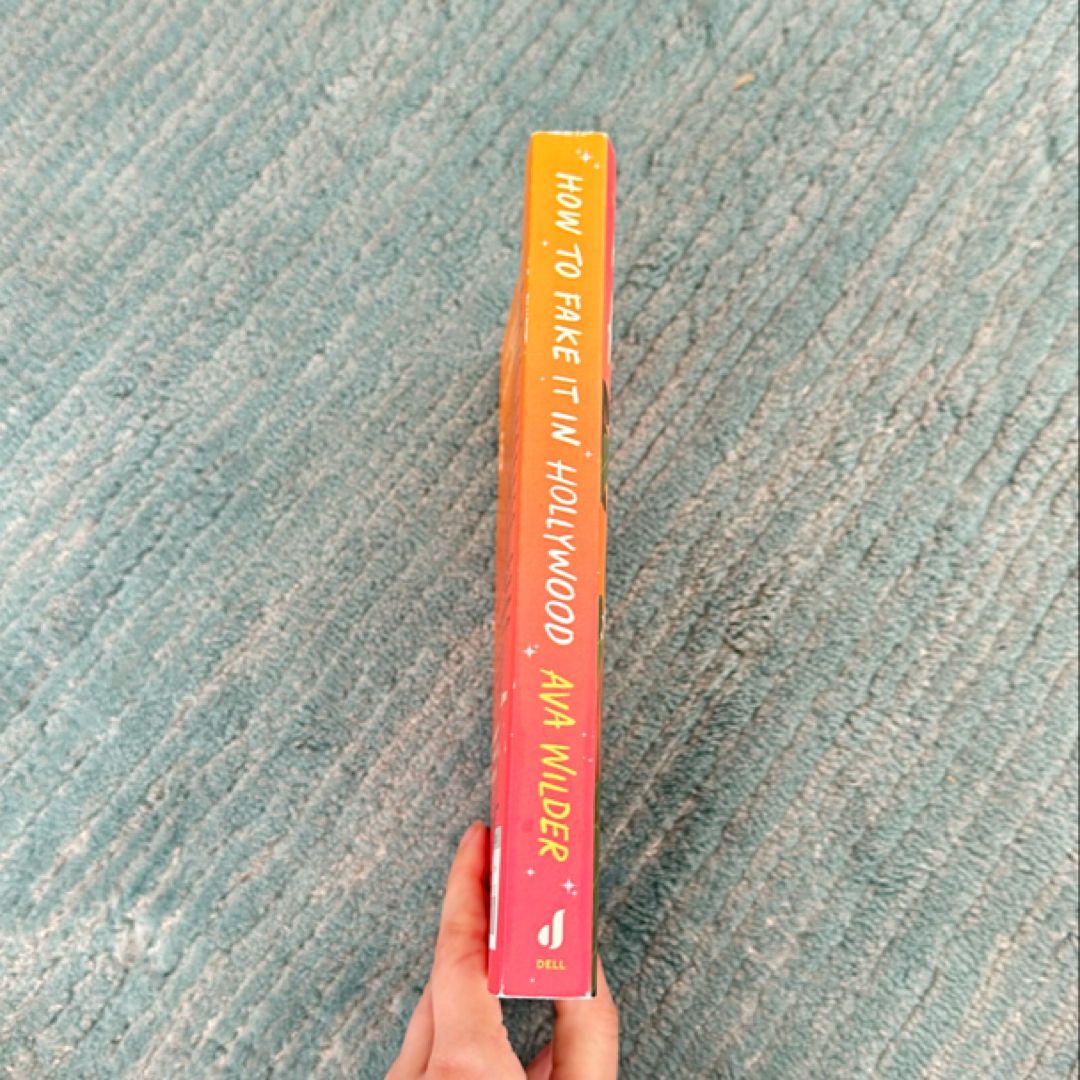 HOW TO FAKE IT IN HOLLYWOOD AVA WILDER
DELL